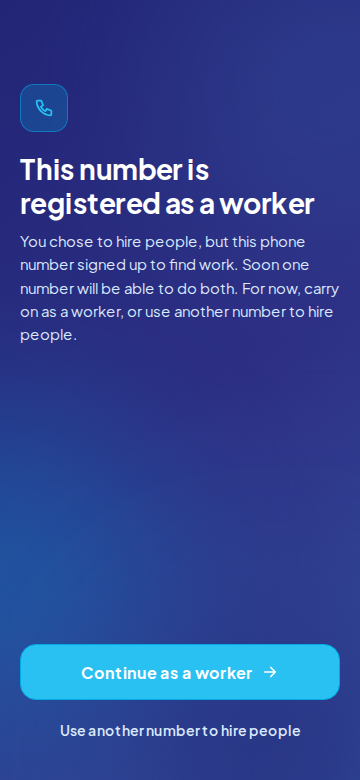 This number is
registered as a worker
You chose to hire people, but this phone
number signed up to find work. Soon one
number will be able to do both. For now, carry
on as a worker, or use another number to hire
people.
Continue as a worker
Use another number to hire people